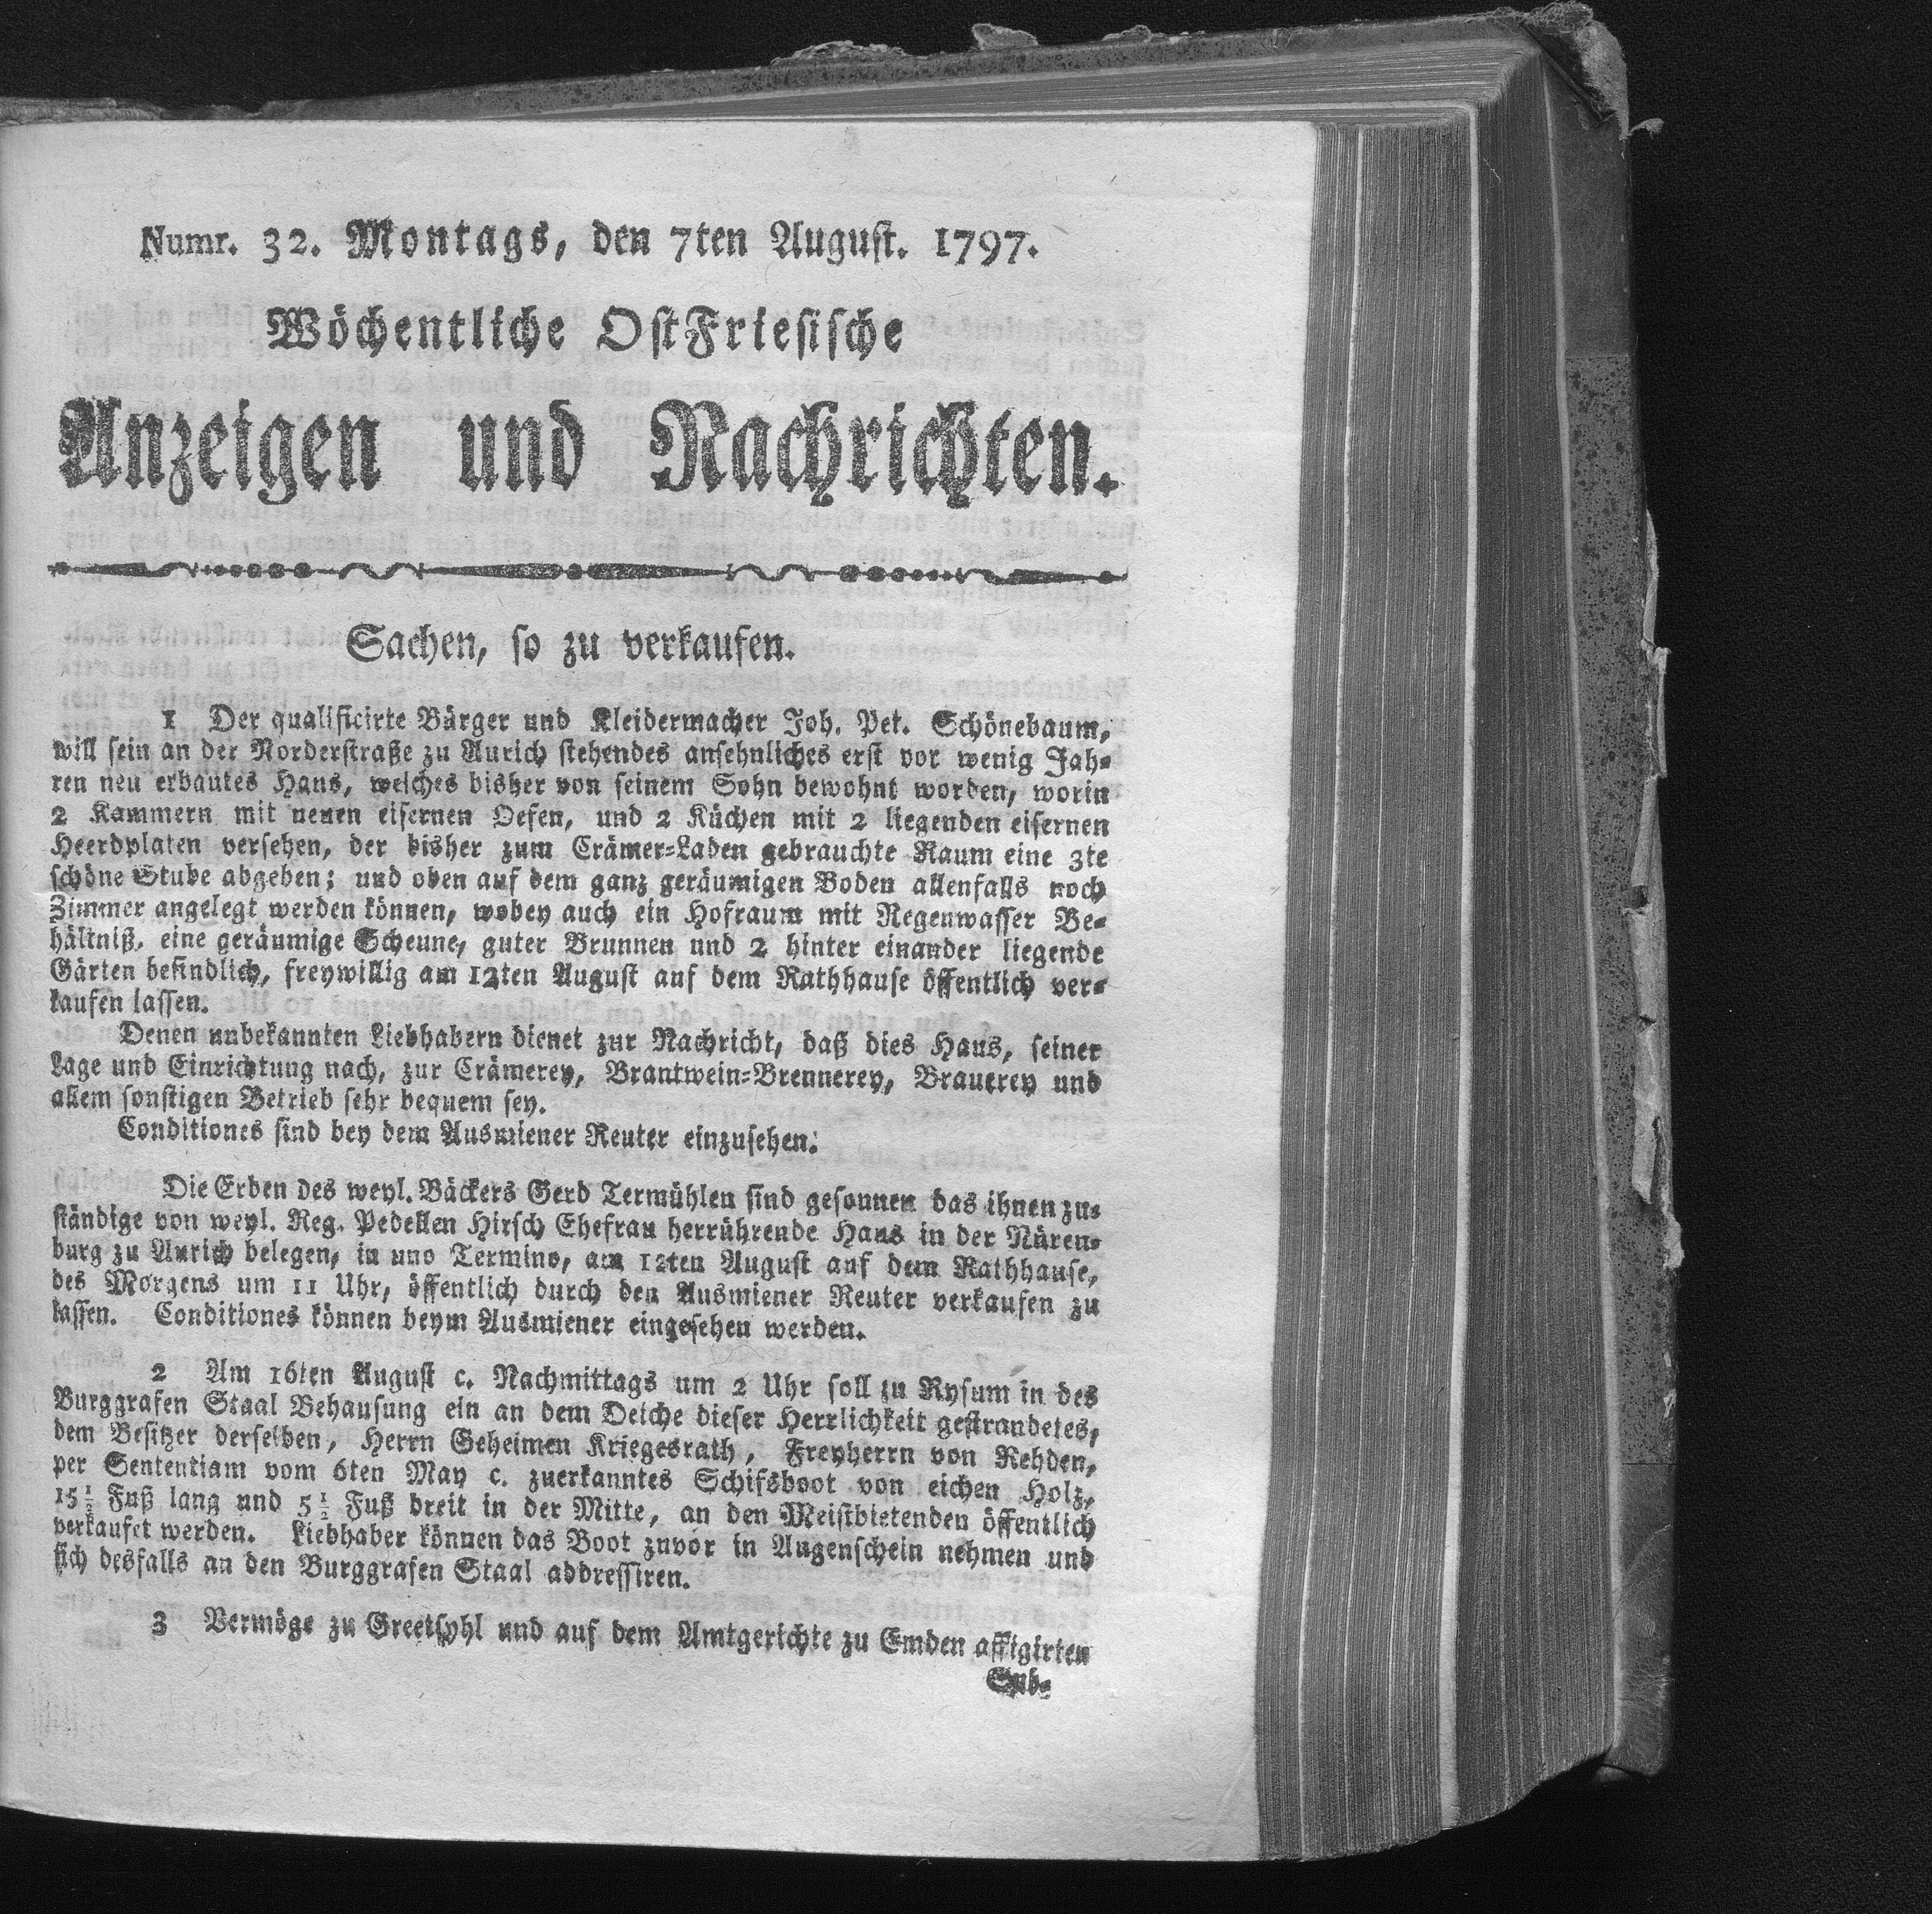 Numr. 32. Montags, den 7ten August. 1797.
Wöchentliche OstFriesische
Anzeigen und Nachrichten.
Sachen, so zu verkaufen.
1 Der qualificirte Bürger und Kleidermacher Joh. Pet. Schönebaum,
will sein an der Norderstraße zu Aurich stehendes ansehnliches erst vor wenig Jah-
ren neu erbautes Haus, welches bisher von seinem Sohn bewohnt worden, worin
2 Kammern mit neuen eisernen Oefen, und 2 Küchen mit 2 liegenden eisernen
Heerdplaten versehen, der bisher zum Crämer-Laden gebrauchte Raum eine 3te
schöne Stube abgeben; und oben auf dem ganz geräumigen Boden allenfalls noch
Zimmer angelegt werden können, wobey auch ein Hofraum mit Regenwasser Be-
hältniß, eine geräumige Scheune, guter Brunnen und 2 hinter einander liegende
Gärten befindlich, freywillig am 12ten August auf dem Rathhause öffentlich ver-
kaufen lassen.
Denen unbekannten Liebhabern dienet zur Nachricht, daß dies Haus, seiner
Lage und Einrichtung nach, zur Crämerey, Brantwein-Brennerey, Brauerey und
allem sonstigen Betrieb sehr bequem sey.
Conditiones sind bey dem Ausmiener Reuter einzusehen.
Die Erben des weyl. Bäckers Gerd Termühlen sind gesonnen das ihnen zu-
ständige von weyl. Reg. Pedellen Hirsch Ehefrau herrührende Haus in der Nüren-
burg zu Aurich belegen, in uno Termino, am 12ten August auf dem Rathhause,
des Morgens um 11 Uhr, öffentlich durch den Ausmiener Reuter verkaufen zu
lassen. Conditiones können beym Ausmiener eingesehen werden.
2 Am 16ten August c. Nachmittags um 2 Uhr soll zu Rysum in des
Burggrafen Staal Behausung ein an dem Deiche dieser Herrlichkeit gestrandetes,
dem Besitzer derselben, Herrn Geheimen Kriegesrath, Freyherrn von Rehden,
per Sententiam vom 6ten May c. zuerkanntes Schifsboot von eichen Holz,
15½ Fuß lang und 5½ Fuß breit in der Mitte, an den Meistbietenden öffentlich
verkaufet werden. Liebhaber können das Boot zuvor in Augenschein nehmen und
sich desfalls an den Burggrafen Staal addressiren.
3 Vermöge zu Greetsyhl und auf dem Amtgerichte zu Emden affigirten
Sub-